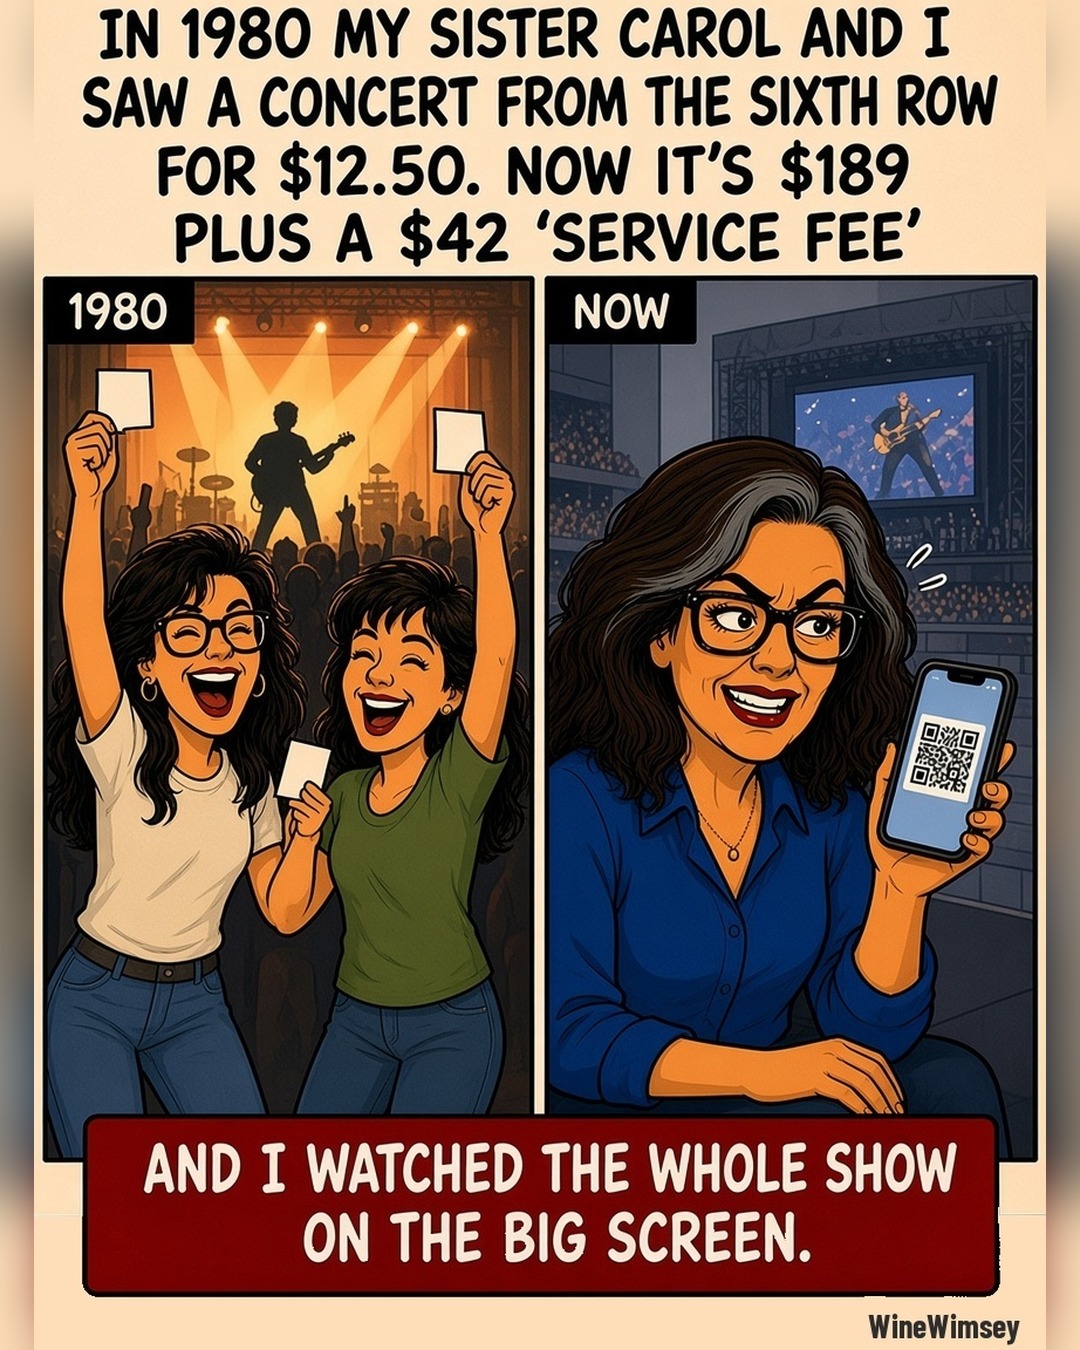 IN 1980 MY SISTER CAROL AND I
SAW A CONCERT FROM THE SIXTH ROW
FOR $12.50. NOW IT'S $189
PLUS A $42 'SERVICE FEE'
1980
NOW
AND I WATCHED THE WHOLE SHOW
ON THE BIG SCREEN.
WineWimsey